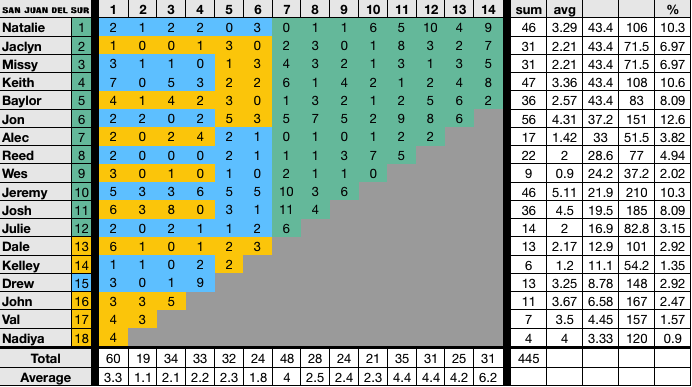 SAN JUAN DEL SUR 1 2 3 4 5 6 7 8 9 10 11 12 13 14 sum avg %
Natalie 1 2 1 2 2 0 3 0 1 1 6 5 10 4 9 46 3.29 43.4 106 10.3
Jaclyn 2 1 0 0 1 3 0 2 3 0 1 8 3 2 7 31 2.21 43.4 71.5 6.97
Missy 3 3 1 1 0 1 3 4 3 2 1 3 1 3 5 31 2.21 43.4 71.5 6.97
Keith 4 7 0 5 3 2 2 6 1 4 2 1 2 4 8 47 3.36 43.4 108 10.6
Baylor 5 4 1 4 2 3 0 1 3 2 1 2 5 6 2 36 2.57 43.4 83 8.09
Jon 6 2 2 0 2 5 3 5 7 5 2 9 8 6 56 4.31 37.2 151 12.6
Alec 7 2 0 2 4 2 1 0 1 0 1 2 2 17 1.42 33 51.5 3.82
Reed 8 2 0 0 0 2 1 1 1 3 7 5 22 2 28.6 77 4.94
Wes 9 3 0 1 0 1 0 2 1 1 0 9 0.9 24.2 37.2 2.02
Jeremy 10 5 3 3 6 5 5 10 3 6 46 5.11 21.9 210 10.3
Josh 11 6 3 8 0 3 1 11 4 36 4.5 19.5 185 8.09
Julie 12 2 0 2 1 1 2 6 14 2 16.9 82.8 3.15
Dale 13 6 1 0 1 2 3 13 2.17 12.9 101 2.92
Kelley 14 1 1 0 2 2 6 1.2 11.1 54.2 1.35
Drew 15 3 0 1 9 13 3.25 8.78 148 2.92
John 16 3 3 5 11 3.67 6.58 167 2.47
Val 17 4 3 7 3.5 4.45 157 1.57
Nadiya 18 4 4 4 3.33 120 0.9
Total 60 19 34 33 32 24 48 28 24 21 35 31 25 31 445
Average 3.3 1.1 2.1 2.2 2.3 1.8 4 2.5 2.4 2.3 4.4 4.4 4.2 6.2